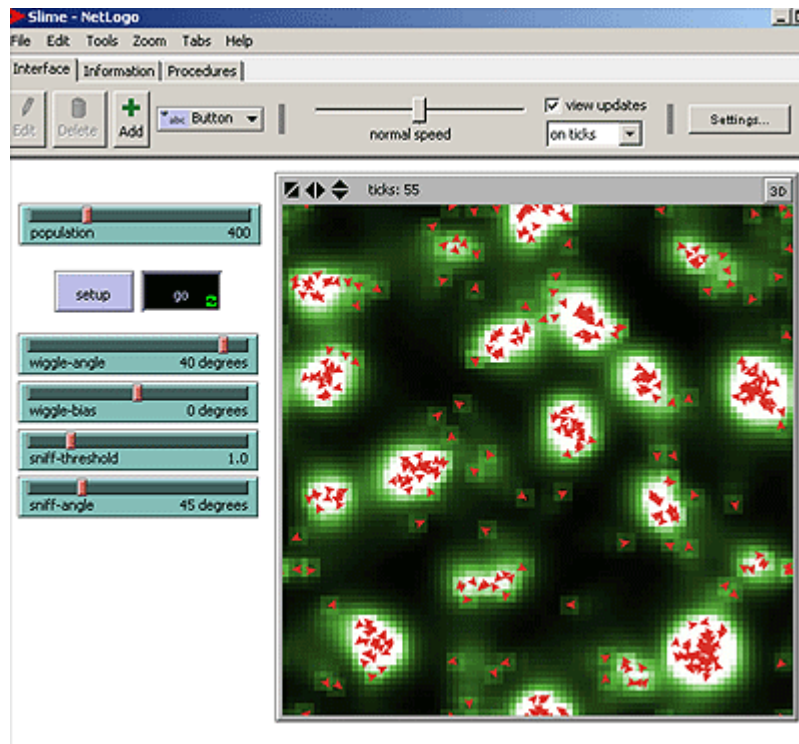 Slime - NetLogo
File Edit Tools Zoom Tabs Help
Interface Information Procedures
Edit Delete Add abc Button normal speed view updates on ticks Settings...
ticks: 55 3D
population 400
setup go
wiggle-angle 40 degrees
wiggle-bias 0 degrees
sniff-threshold 1.0
sniff-angle 45 degrees